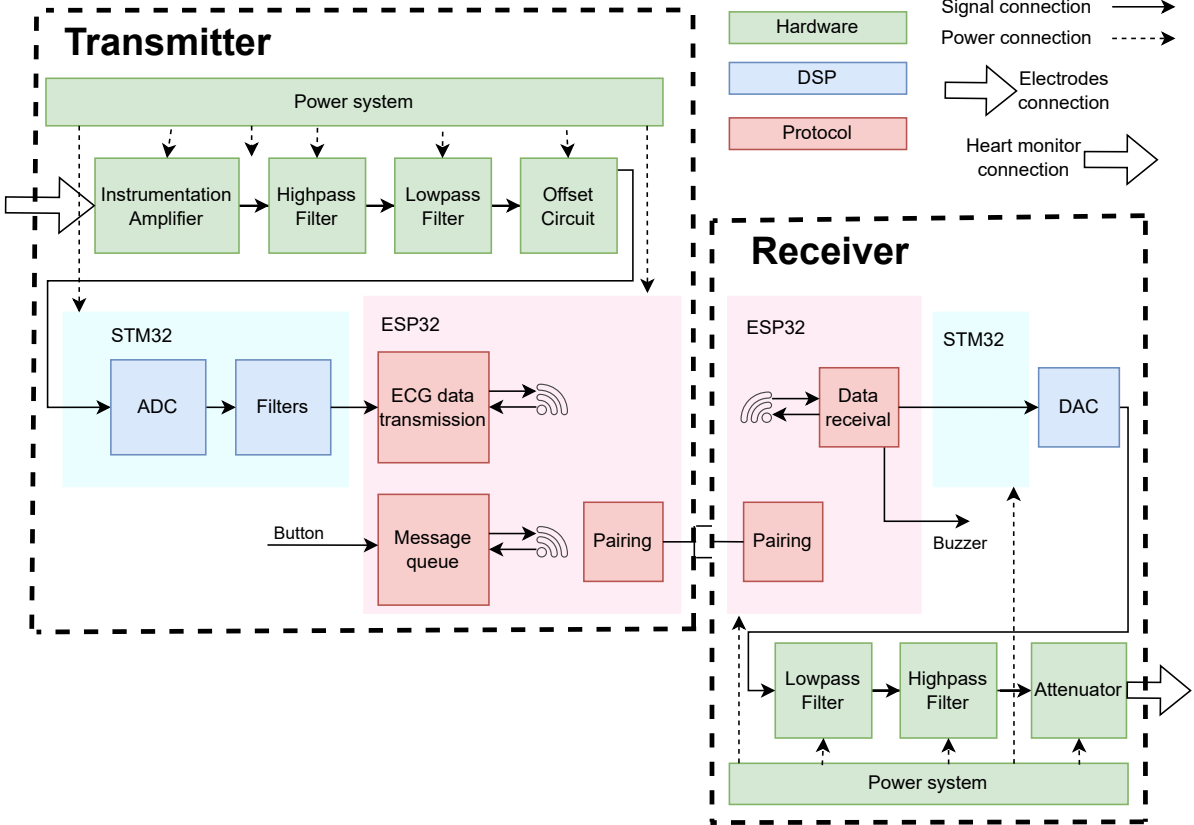 Transmitter
Power system
Instrumentation
Amplifier
Highpass
Filter
Lowpass
Filter
Offset
Circuit
STM32
ADC
Filters
ESP32
ECG data
transmission
Button
Message
queue
Pairing
Hardware
DSP
Protocol
Signal connection
Power connection
Electrodes
connection
Heart monitor
connection
Receiver
ESP32
Data
receival
STM32
DAC
Pairing
Buzzer
Lowpass
Filter
Highpass
Filter
Attenuator
Power system